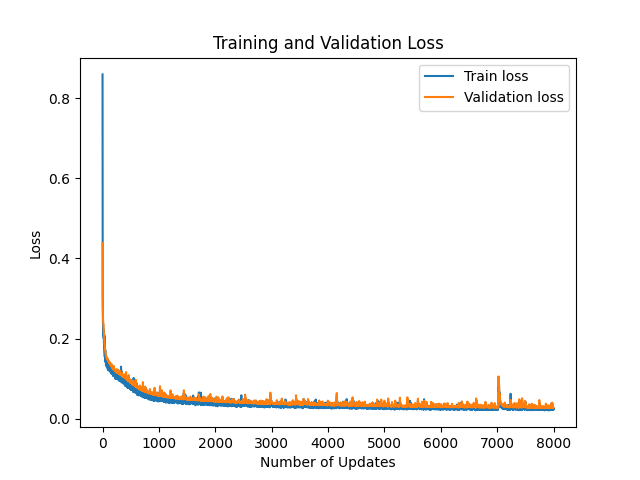 Training and Validation Loss
Train loss
Validation loss
Loss
0.8
0.6
0.4
0.2
0.0
0 1000 2000 3000 4000 5000 6000 7000 8000
Number of Updates